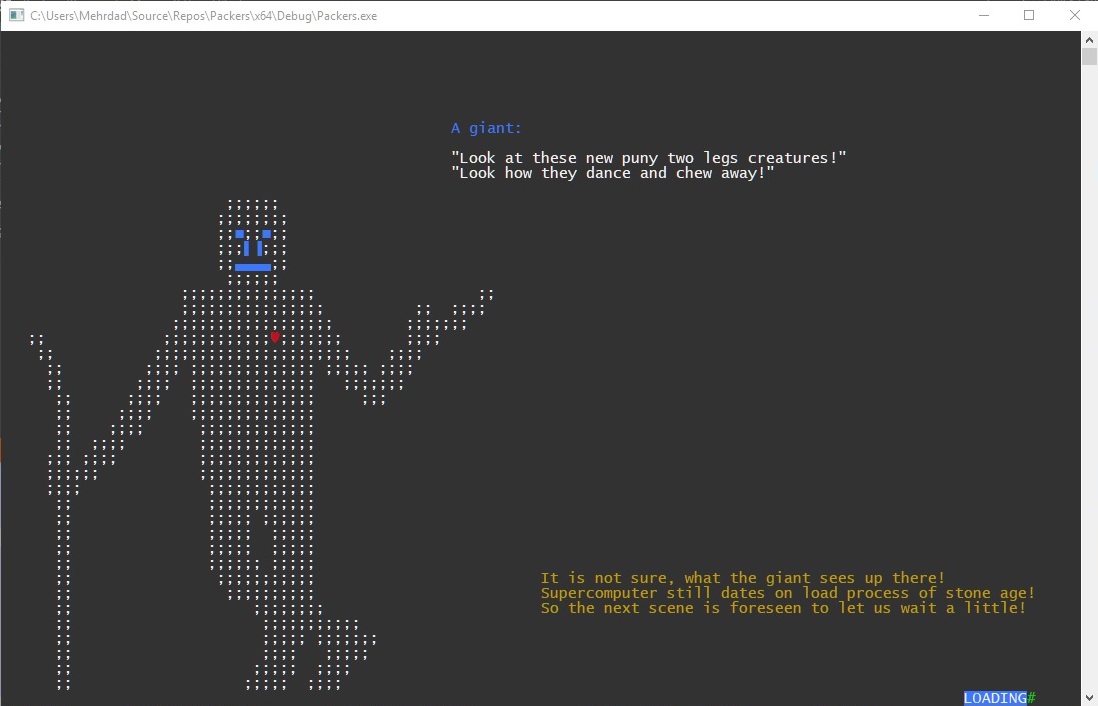 C:\Users\Mehrdad\Source\Repos\Packers\x64\Debug\Packers.exe
A giant:
"Look at these new puny two legs creatures!"
"Look how they dance and chew away!"
It is not sure, what the giant sees up there!
Supercomputer still dates on load process of stone age!
So the next scene is foreseen to let us wait a little!
LOADING#